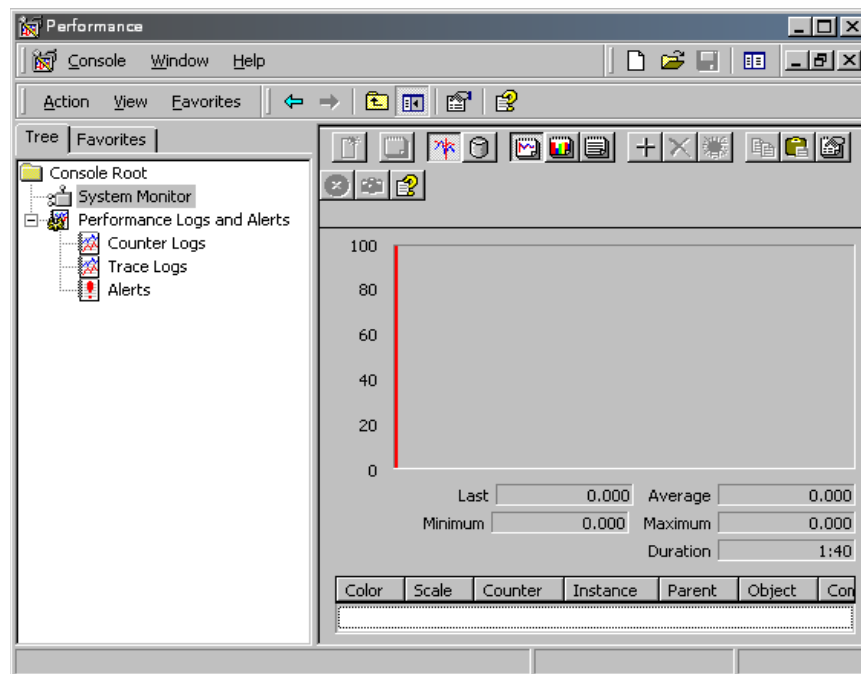 Performance
Console Window Help
Action View Favorites
Tree Favorites
Console Root
System Monitor
Performance Logs and Alerts
Counter Logs
Trace Logs
Alerts
100
80
60
40
20
0
Last 0.000 Average 0.000
Minimum 0.000 Maximum 0.000
Duration 1:40
Color Scale Counter Instance Parent Object Com